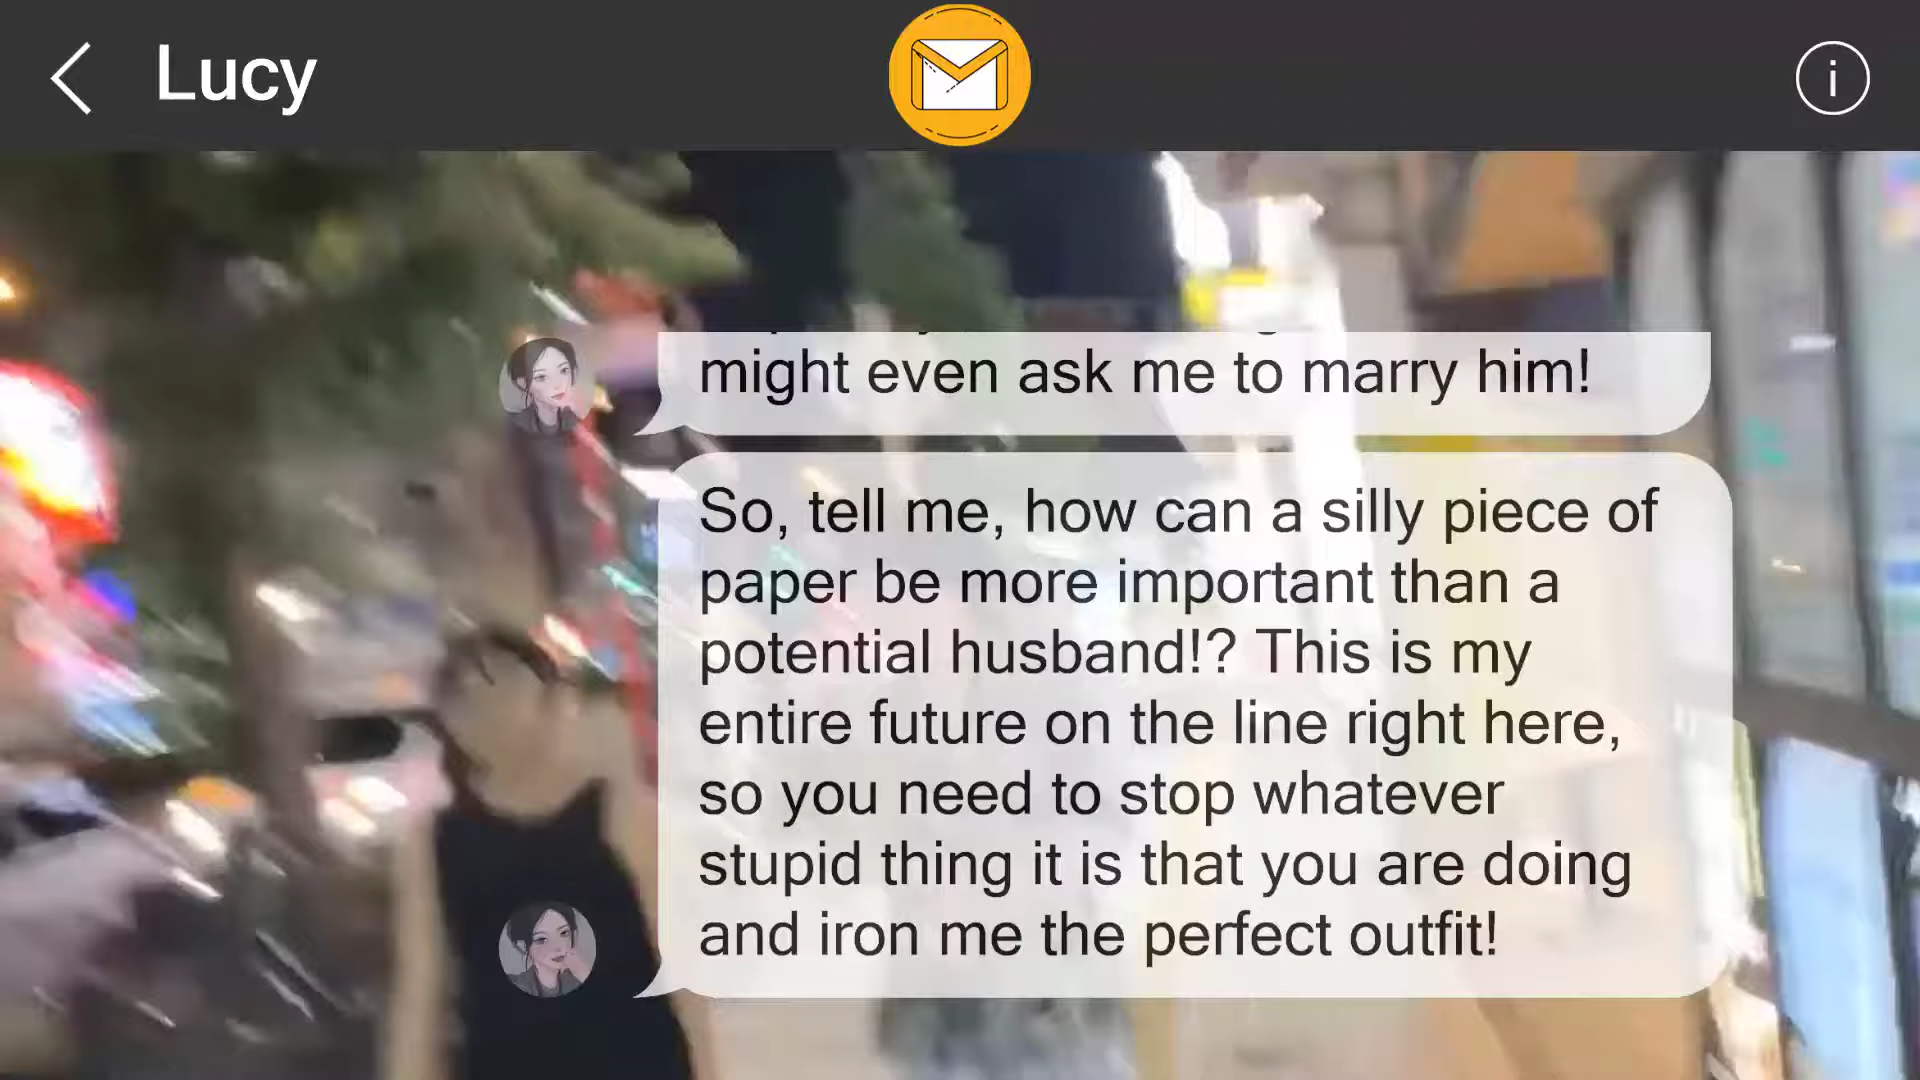 Lucy
might even ask me to marry him!
So, tell me, how can a silly piece of
paper be more important than a
potential husband!? This is my
entire future on the line right here,
so you need to stop whatever
stupid thing it is that you are doing
and iron me the perfect outfit!